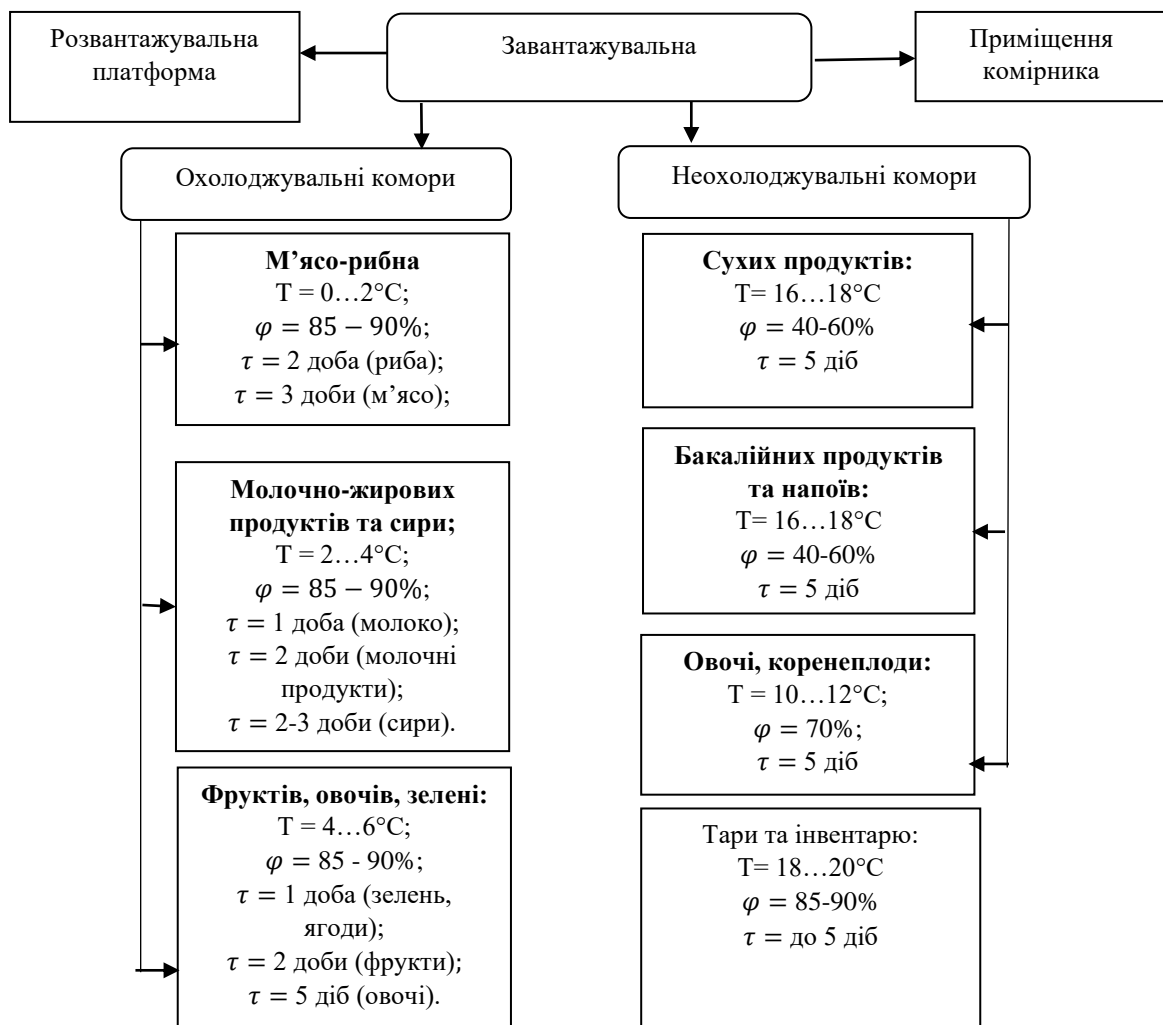 Розвантажувальна
платформа
Завантажувальна
Приміщення
комірника
Охолоджувальні комори
Неохолоджувальні комори
М’ясо-рибна
Т = 0…2°С;
𝜑 = 85 − 90%;
𝜏 = 2 доба (риба);
𝜏 = 3 доби (м’ясо);
Молочно-жирових
продуктів та сири;
Т = 2…4°С;
𝜑 = 85 − 90%;
𝜏 = 1 доба (молоко);
𝜏 = 2 доби (молочні
продукти);
𝜏 = 2-3 доби (сири).
Фруктів, овочів, зелені:
Т = 4…6°С;
𝜑 = 85 - 90%;
𝜏 = 1 доба (зелень,
ягоди);
𝜏 = 2 доби (фрукти);
𝜏 = 5 діб (овочі).
Сухих продуктів:
Т= 16…18°С
𝜑 = 40-60%
𝜏 = 5 діб
Бакалійних продуктів
та напоїв:
Т= 16…18°С
𝜑 = 40-60%
𝜏 = 5 діб
Овочі, коренеплоди:
Т = 10…12°С;
𝜑 = 70%;
𝜏 = 5 діб
Тари та інвентарю:
Т= 18…20°С
𝜑 = 85-90%
𝜏 = до 5 діб